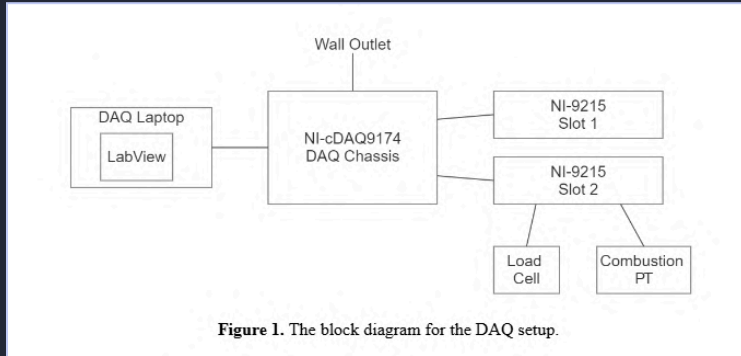 Wall Outlet
DAQ Laptop
LabView
NI-cDAQ9174
DAQ Chassis
NI-9215
Slot 1
NI-9215
Slot 2
Load
Cell
Combustion
PT
Figure 1. The block diagram for the DAQ setup.